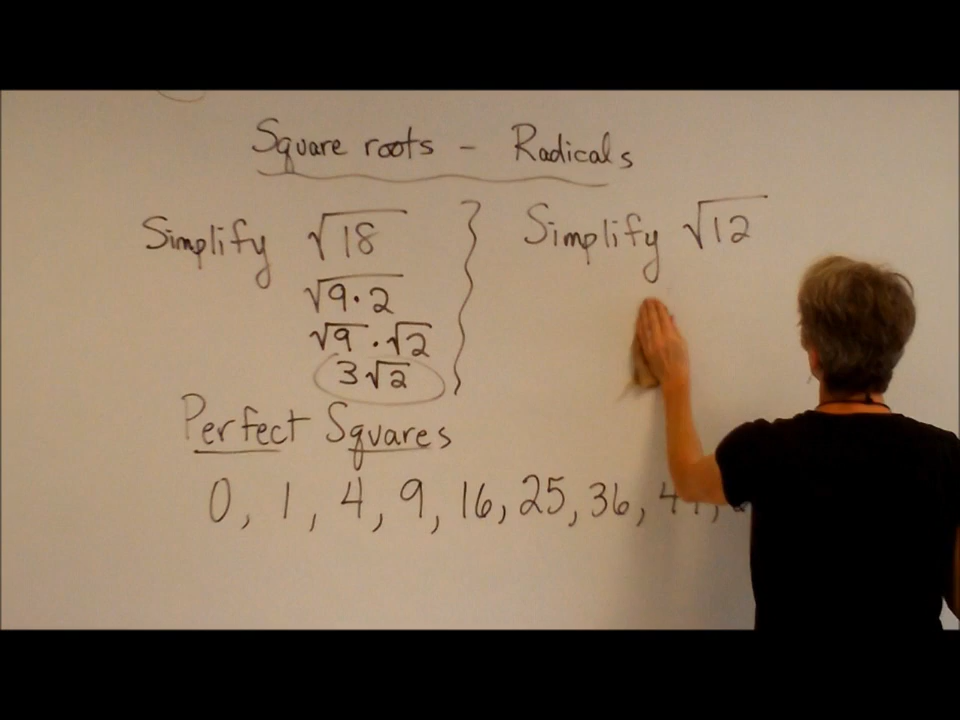 Square roots - Radicals
Simplify √18
√9·2
√9 · √2
3√2
Simplify √12
Perfect Squares
0, 1, 4, 9, 16, 25, 36,